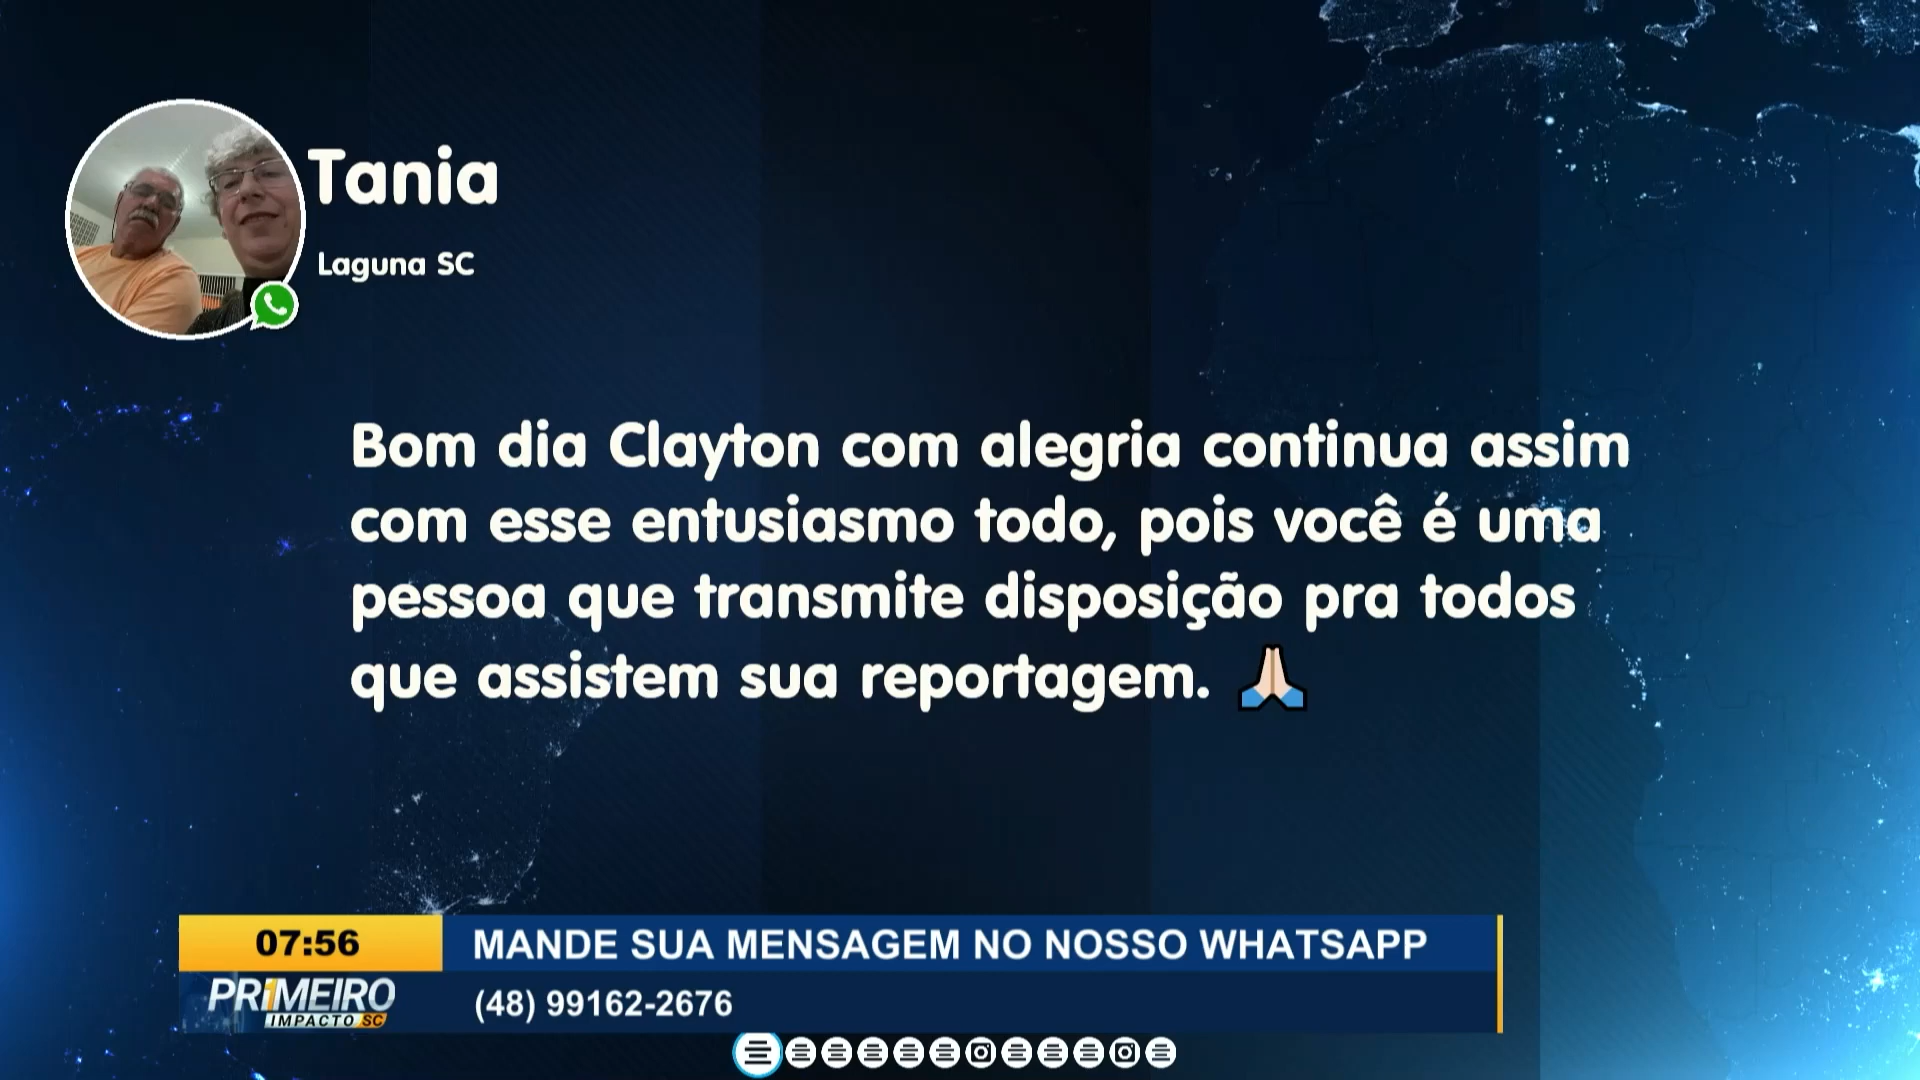 Tania
Laguna SC
Bom dia Clayton com alegria continua assim
com esse entusiasmo todo, pois você é uma
pessoa que transmite disposição pra todos
que assistem sua reportagem. 🙏🏻
07:56
MANDE SUA MENSAGEM NO NOSSO WHATSAPP
PRIMEIRO
IMPACTO SC
(48) 99162-2676